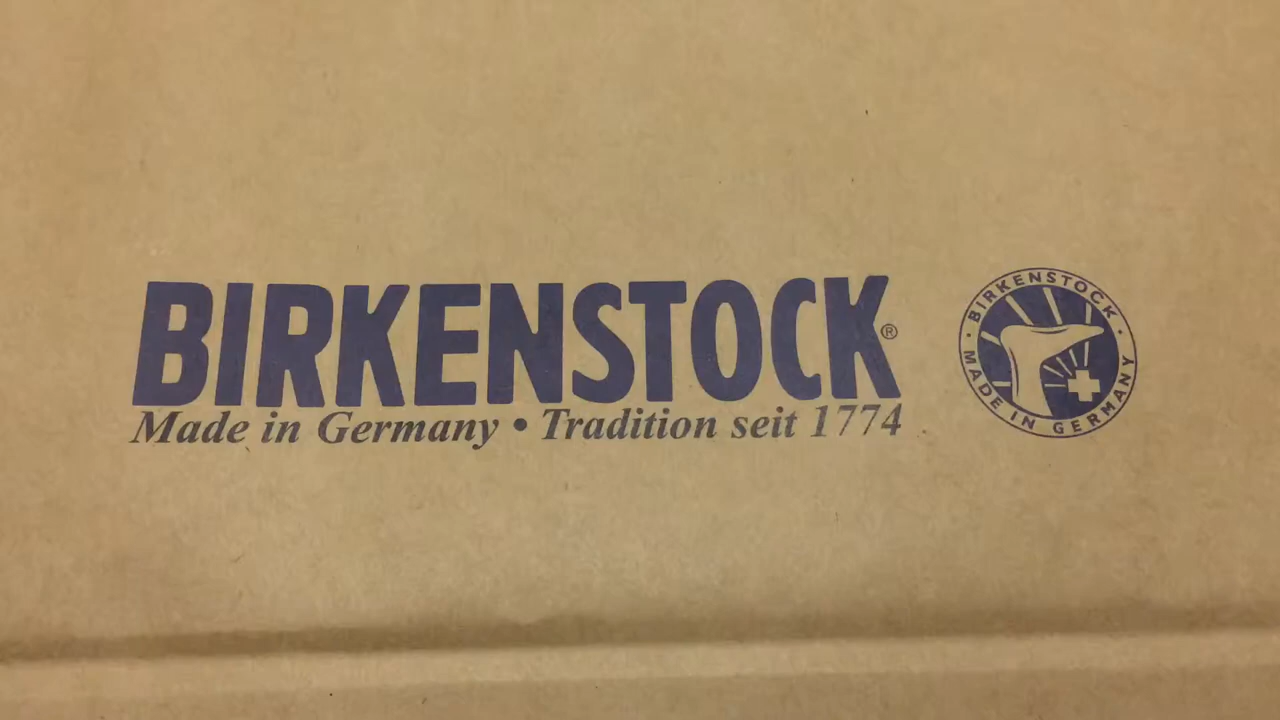 BIRKENSTOCK®
Made in Germany • Tradition seit 1774
· BIRKENSTOCK ·
MADE IN GERMANY